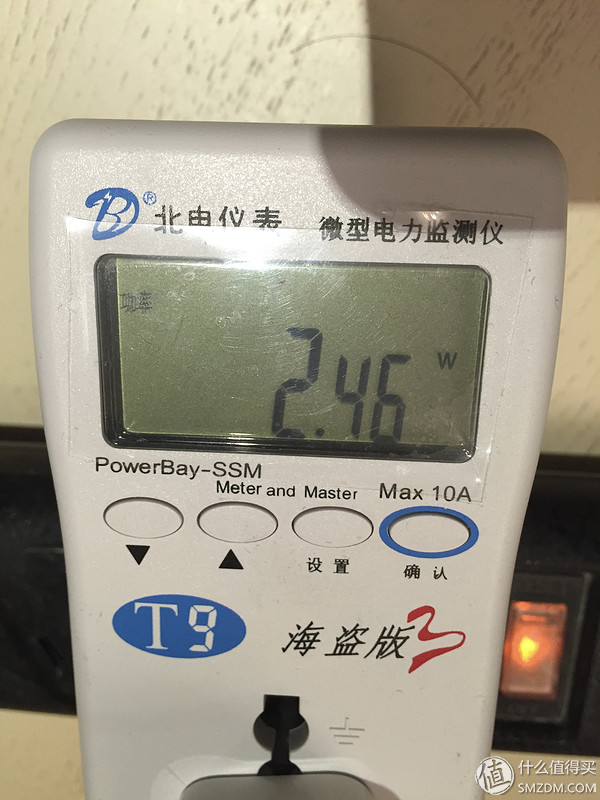 B® 北电仪表 微型电力监测仪
功率
2.46 W
PowerBay-SSM
Meter and Master Max 10A
▼ ▲ 设置 确认
T9 海盗版 3
值 什么值得买
SMZDM.COM